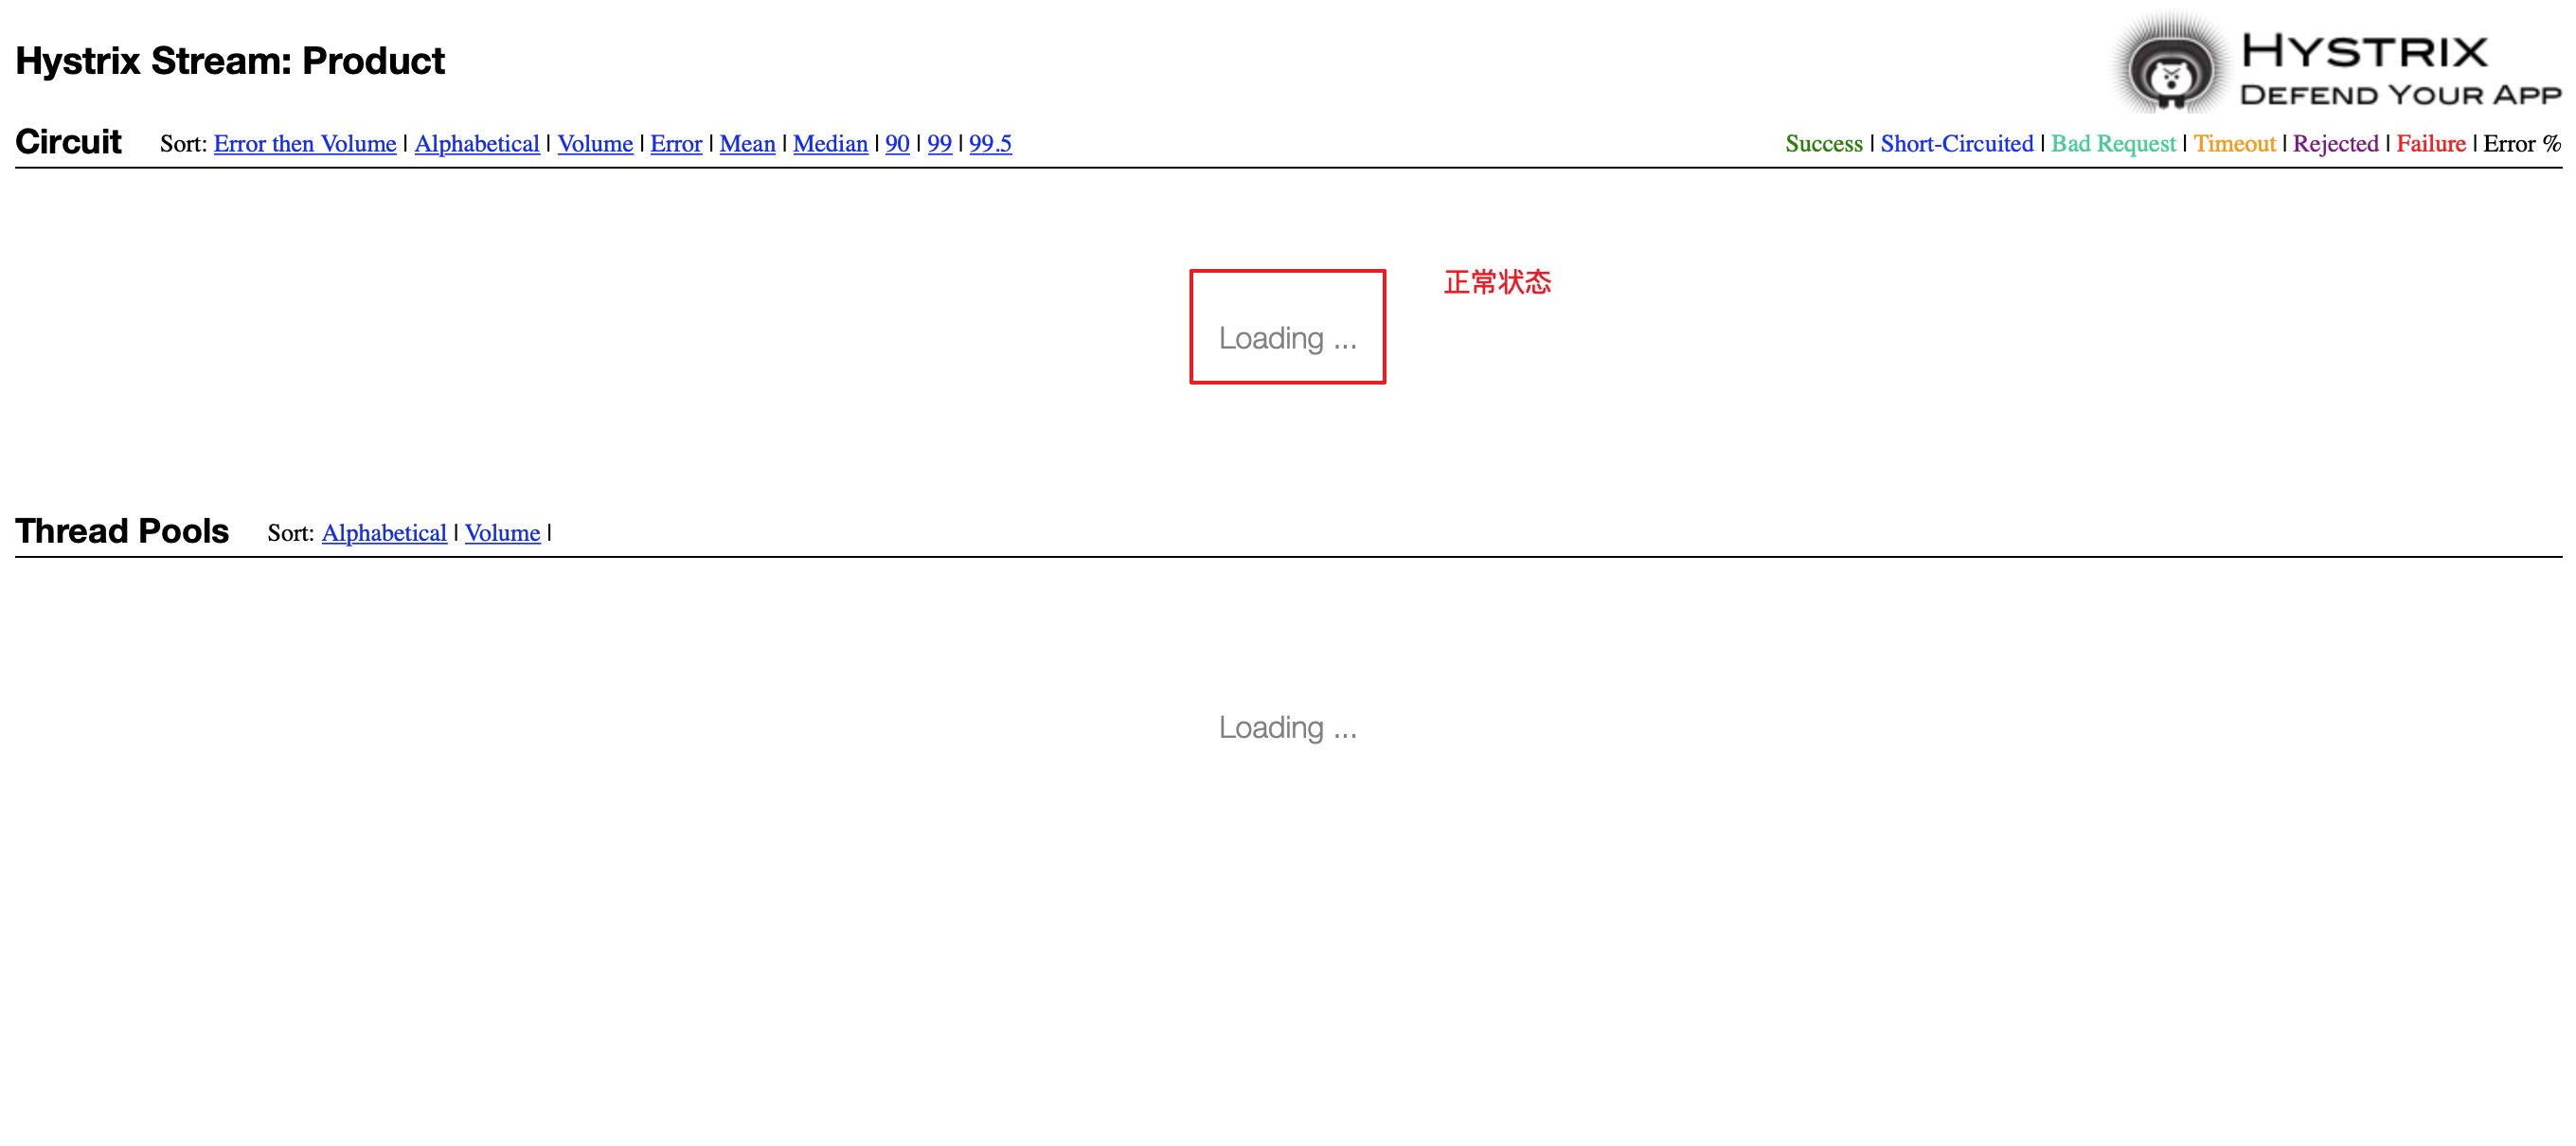 Hystrix Stream: Product
HYSTRIX
DEFEND YOUR APP
Circuit Sort: Error then Volume | Alphabetical | Volume | Error | Mean | Median | 90 | 99 | 99.5
Success | Short-Circuited | Bad Request | Timeout | Rejected | Failure | Error %
正常状态
Loading ...
Thread Pools Sort: Alphabetical | Volume |
Loading ...